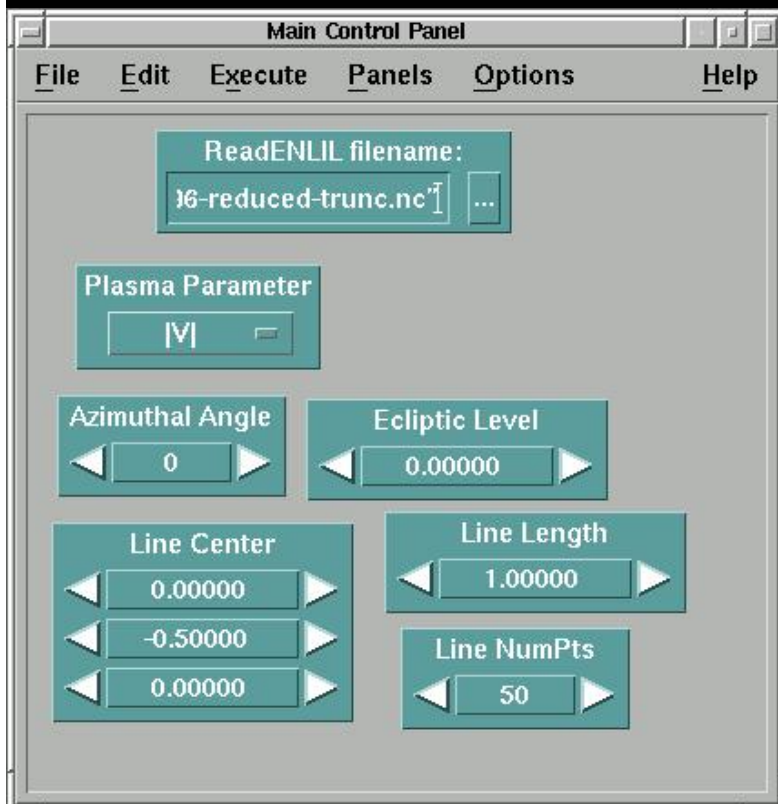 Main Control Panel
File Edit Execute Panels Options Help
ReadENLIL filename:
6-reduced-trunc.nc" ...
Plasma Parameter
|V|
Azimuthal Angle
0
Ecliptic Level
0.00000
Line Center
0.00000
-0.50000
0.00000
Line Length
1.00000
Line NumPts
50